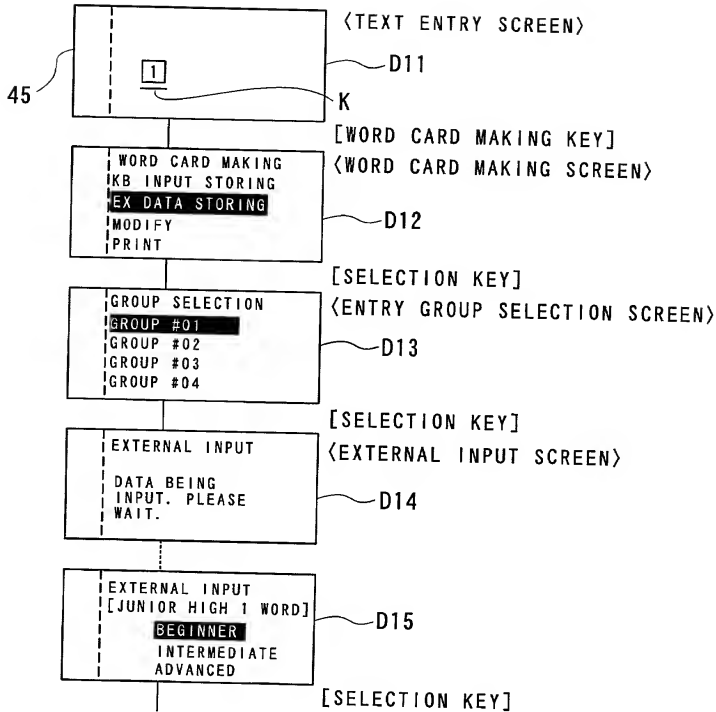 〈TEXT ENTRY SCREEN〉
D11
1
45
K
[WORD CARD MAKING KEY]
〈WORD CARD MAKING SCREEN〉
WORD CARD MAKING
KB INPUT STORING
EX DATA STORING
MODIFY
PRINT
D12
[SELECTION KEY]
〈ENTRY GROUP SELECTION SCREEN〉
GROUP SELECTION
GROUP #01
GROUP #02
GROUP #03
GROUP #04
D13
[SELECTION KEY]
〈EXTERNAL INPUT SCREEN〉
EXTERNAL INPUT
DATA BEING
INPUT. PLEASE
WAIT.
D14
EXTERNAL INPUT
[JUNIOR HIGH 1 WORD]
BEGINNER
INTERMEDIATE
ADVANCED
D15
[SELECTION KEY]